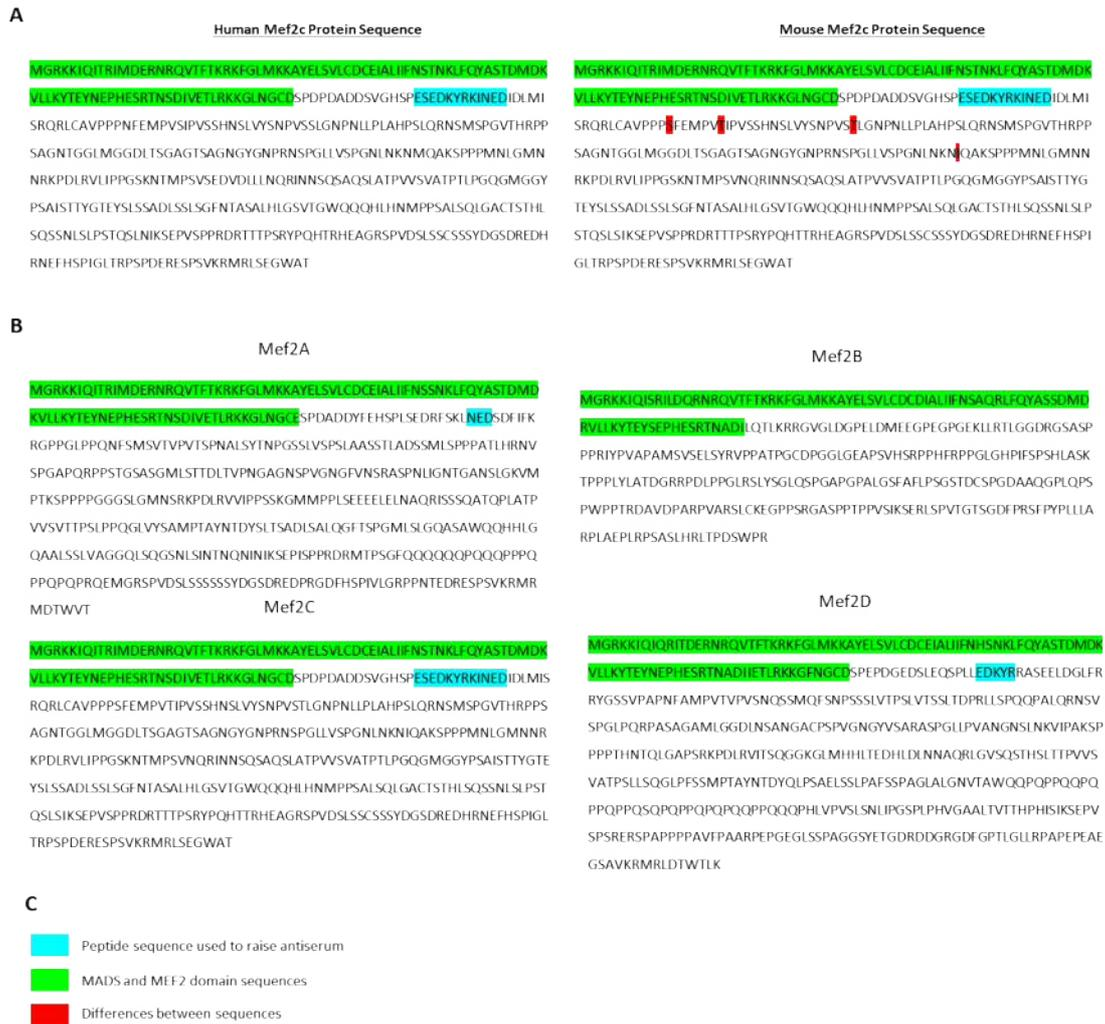 A
Human Mef2c Protein Sequence
MGRKKIQITRIMDERNRQVTFTKRKFGLMKKAYELSVLCDCEIALIIFNSTNKLFQYASTDMDK
VLLKYTEYNEPHESRTNSDIVETLRKKGLNGCDSPDPDADDSVGHSPESEDKYRKINEDIDLMI
SRQRLCAVPPPNFEMPVSIPVSSHNSLVYSNPVSSLGNPNLLPLAHPSLQRNSMSPGVTHRPP
SAGNTGGLMGGDLTSGAGTSAGNGYGNPRNSPGLLVSPGNLNKNMQAKSPPPMNLGMN
NRKPDLRVLIPPGSKNTMPSVSEDVDLLLNQRINNSQSAQSLATPVVSVATPTLPGQGMGGY
PSAISTTYGTEYSLSSADLSSLSGFNTASALHLGSVTGWQQQHLHNMPPSALSQLGACTSTHL
SQSSNLSLPSTQSLNIKSEPVSPPRDRTTTPSRYPQHTRHEAGRSPVDSLSSCSSSYDGSDREDH
RNEFHSPIGLTRPSPDERESPSVKRMRLSEGWAT
Mouse Mef2c Protein Sequence
MGRKKIQITRIMDERNRQVTFTKRKFGLMKKAYELSVLCDCEIALIIFNSTNKLFQYASTDMDK
VLLKYTEYNEPHESRTNSDIVETLRKKGLNGCDSPDPDADDSVGHSPESEDKYRKINEDIDLMI
SRQRLCAVPPPSFEMPVTIPVSSHNSLVYSNPVSTLGNPNLLPLAHPSLQRNSMSPGVTHRPP
SAGNTGGLMGGDLTSGAGTSAGNGYGNPRNSPGLLVSPGNLNKNIQAKSPPPMNLGMNN
RKPDLRVLIPPGSKNTMPSVNQRINNSQSAQSLATPVVSVATPTLPGQGMGGYPSAISTTYG
TEYSLSSADLSSLSGFNTASALHLGSVTGWQQQHLHNMPPSALSQLGACTSTHLSQSSNLSLP
STQSLSIKSEPVSPPRDRTTTPSRYPQHTTRHEAGRSPVDSLSSCSSSYDGSDREDHRNEFHSPI
GLTRPSPDERESPSVKRMRLSEGWAT
B
Mef2A
MGRKKIQITRIMDERNRQVTFTKRKFGLMKKAYELSVLCDCEIALIIFNSSNKLFQYASTDMD
KVLLKYTEYNEPHESRTNSDIVETLRKKGLNGCESPDADDYFEHSPLSEDRFSKLNEDSDFIFK
RGPPGLPPQNFSMSVTVPVTSPNALSYTNPGSSLVSPSLAASSTLADSSMLSPPPATLHRNV
SPGAPQRPPSTGSASGMLSTTDLTVPNGAGNSPVGNGFVNSRASPNLIGNTGANSLGKVM
PTKSPPPPGGGSLGMNSRKPDLRVVIPPSSKGMMPPLSEEEELELNAQRISSSQATQPLATP
VVSVTTPSLPPQGLVYSAMPTAYNTDYSLTSADLSALQGFTSPGMLSLGQASAWQQHHLG
QAALSSLVAGGQLSQGSNLSINTNQNINIKSEPISPPRDRMTPSGFQQQQQQPQQQPPPQ
PPQPQPRQEMGRSPVDSLSSSSSSYDGSDREDPRGDFHSPIVLGRPPNTEDRESPSVKRMR
MDTWVT
Mef2B
MGRKKIQISRILDQRNRQVTFTKRKFGLMKKAYELSVLCDCDIALIIFNSAQRLFQYASSDMD
RVLLKYTEYSEPHESRTNADILQTLKRRGVGLDGPELDMEEGPEGPGEKLLRTLGGDRGSASP
PPRIYPVAPAMSVSELSYRVPPATPGCDPGGLGEAPSVHSRPPHFRPPGLGHPIFSPSHLASK
TPPPLYLATDGRRPDLPPGLRSLYSGLQSPGAPGPALGSFAFLPSGSTDCSPGDAAQGPLQPS
PWPPTRDAVDPARPVARSLCKEGPPSRGASPPTPPVSIKSERLSPVTGTSGDFPRSFPYPLLLA
RPLAEPLRPSASLHRLTPDSWPR
Mef2C
MGRKKIQITRIMDERNRQVTFTKRKFGLMKKAYELSVLCDCEIALIIFNSTNKLFQYASTDMDK
VLLKYTEYNEPHESRTNSDIVETLRKKGLNGCDSPDPDADDSVGHSPESEDKYRKINEDIDLMIS
RQRLCAVPPPSFEMPVTIPVSSHNSLVYSNPVSTLGNPNLLPLAHPSLQRNSMSPGVTHRPPS
AGNTGGLMGGDLTSGAGTSAGNGYGNPRNSPGLLVSPGNLNKNIQAKSPPPMNLGMNNR
KPDLRVLIPPGSKNTMPSVNQRINNSQSAQSLATPVVSVATPTLPGQGMGGYPSAISTTYGTE
YSLSSADLSSLSGFNTASALHLGSVTGWQQQHLHNMPPSALSQLGACTSTHLSQSSNLSLPST
QSLSIKSEPVSPPRDRTTTPSRYPQHTTRHEAGRSPVDSLSSCSSSYDGSDREDHRNEFHSPIGL
TRPSPDERESPSVKRMRLSEGWAT
Mef2D
MGRKKIQIQRITDERNRQVTFTKRKFGLMKKAYELSVLCDCEIALIIFNHSNKLFQYASTDMDK
VLLKYTEYNEPHESRTNADIIETLRKKGFNGCDSPEPDGEDSLEQSPLLEDKYRRASEELDGLFR
RYGSSVPAPNFAMPVTVPVSNQSSMQFSNPSSSLVTPSLVTSSLTDPRLLSPQQPALQRNSV
SPGLPQRPASAGAMLGGDLNSANGACPSPVGNGYVSARASPGLLPVANGNSLNKVIPAKSP
PPPTHNTQLGAPSRKPDLRVITSQGGKGLMHHLTEDHLDLNNAQRLGVSQSTHSLTTPVVS
VATPSLLSQGLPFSSMPTAYNTDYQLPSAELSSLPAFSSPAGLALGNVTAWQQPQPPQQPQ
PPQPPQSQPQPPQPQPQQPPQQQPHLVPVSLSNLIPGSPLPHVGAALTVTTHPHISIKSEPV
SPSRERSPAPPPPAVFPAARPEPGEGLSSPAGGSYETGDRDDGRGDFGPTLGLLRPAPEPEAE
GSAVKRMRLDTWTLK
C
Peptide sequence used to raise antiserum
MADS and MEF2 domain sequences
Differences between sequences